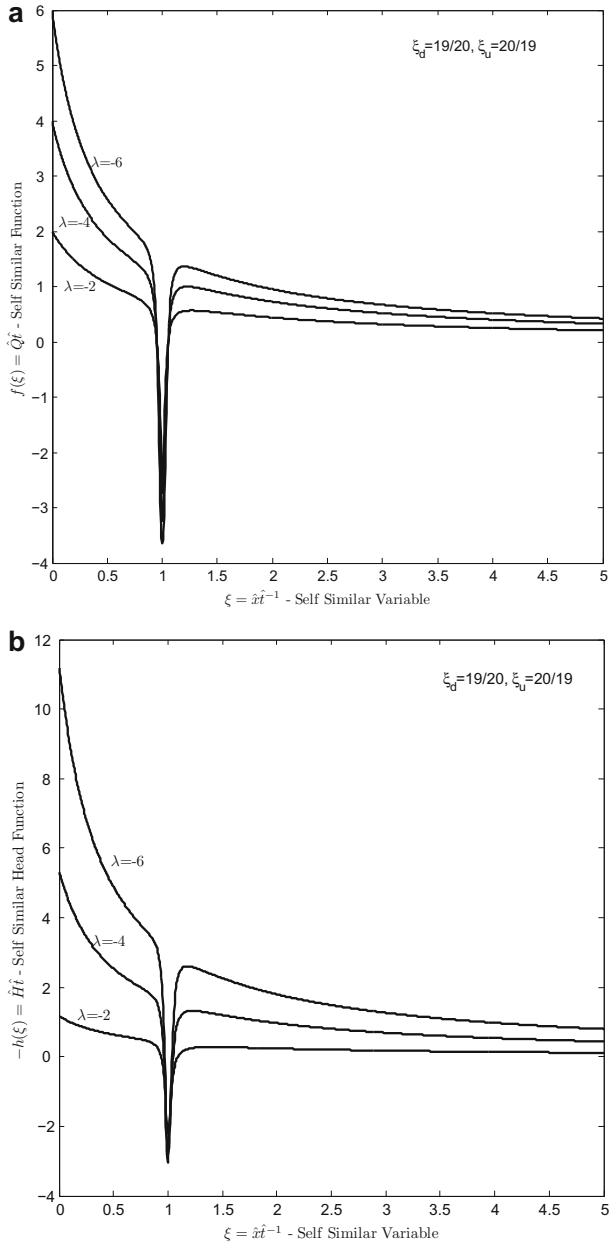 a
ξd=19/20, ξu=20/19
6
5
4
3
2
1
0
−1
−2
−3
−4
λ=-6
λ=-4
λ=-2
f(ξ) = Q̂t̂ - Self Similar Function
0 0.5 1 1.5 2 2.5 3 3.5 4 4.5 5
ξ = x̂t̂⁻¹ - Self Similar Variable
b
ξd=19/20, ξu=20/19
12
10
8
6
4
2
0
−2
−4
λ=-6
λ=-4
λ=-2
−h(ξ) = Ĥt̂ - Self Similar Head Function
0 0.5 1 1.5 2 2.5 3 3.5 4 4.5 5
ξ = x̂t̂⁻¹ - Self Similar Variable